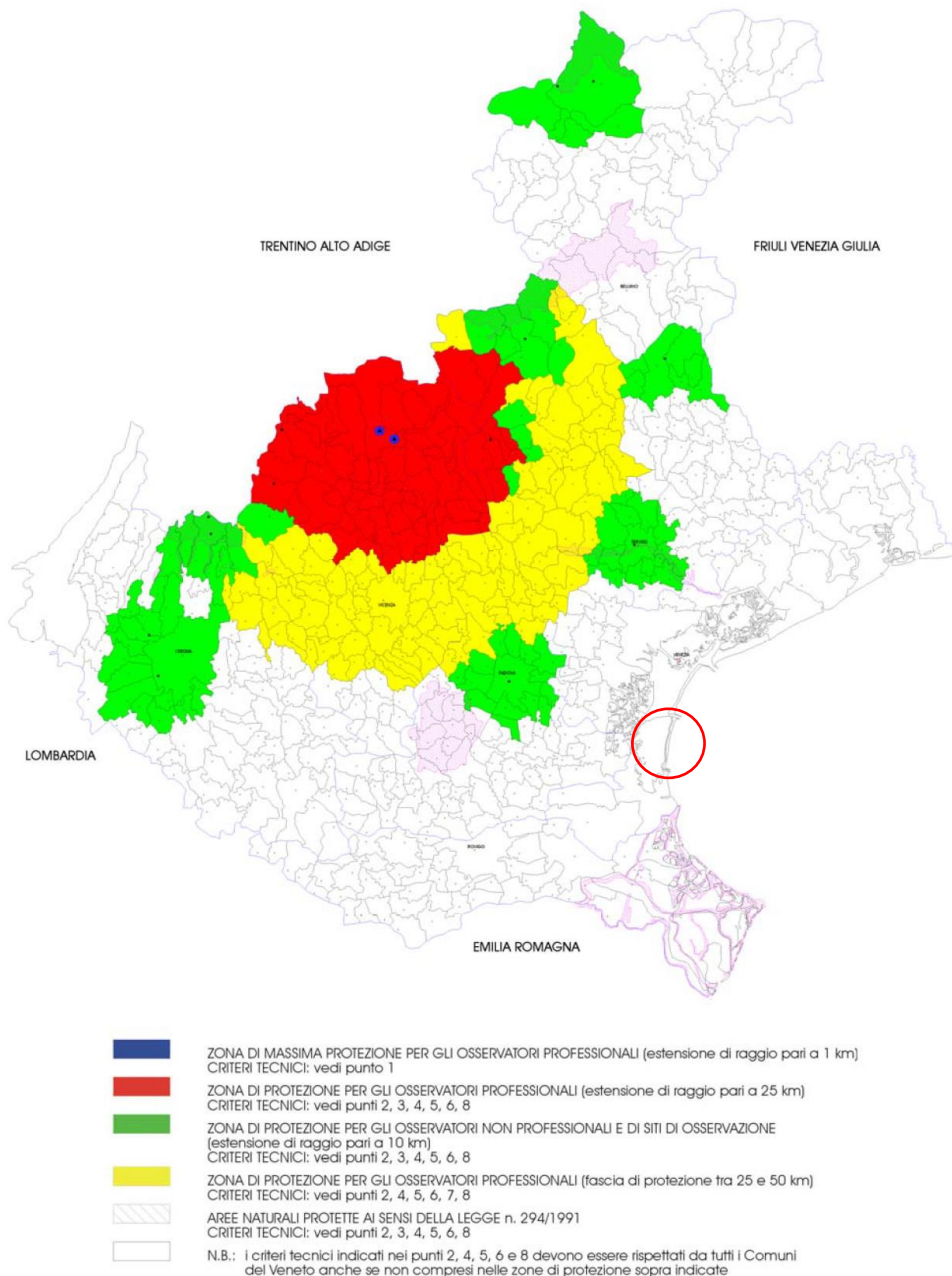 TRENTINO ALTO ADIGE
FRIULI VENEZIA GIULIA
BELLUNO
VICENZA
VERONA
PADOVA
VENEZIA
LOMBARDIA
ROVIGO
EMILIA ROMAGNA
ZONA DI MASSIMA PROTEZIONE PER GLI OSSERVATORI PROFESSIONALI (estensione di raggio pari a 1 km)
CRITERI TECNICI: vedi punto 1
ZONA DI PROTEZIONE PER GLI OSSERVATORI PROFESSIONALI (estensione di raggio pari a 25 km)
CRITERI TECNICI: vedi punti 2, 3, 4, 5, 6, 8
ZONA DI PROTEZIONE PER GLI OSSERVATORI NON PROFESSIONALI E DI SITI DI OSSERVAZIONE
(estensione di raggio pari a 10 km)
CRITERI TECNICI: vedi punti 2, 3, 4, 5, 6, 8
ZONA DI PROTEZIONE PER GLI OSSERVATORI PROFESSIONALI (fascia di protezione tra 25 e 50 km)
CRITERI TECNICI: vedi punti 2, 4, 5, 6, 7, 8
AREE NATURALI PROTETTE AI SENSI DELLA LEGGE n. 294/1991
CRITERI TECNICI: vedi punti 2, 3, 4, 5, 6, 8
N.B.: i criteri tecnici indicati nei punti 2, 4, 5, 6 e 8 devono essere rispettati da tutti i Comuni
del Veneto anche se non compresi nelle zone di protezione sopra indicate